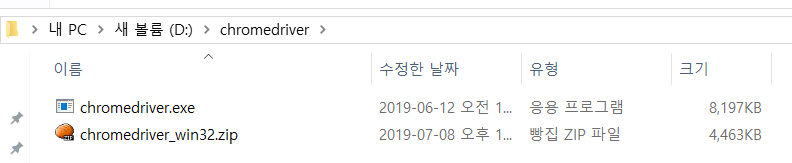 내 PC > 새 볼륨 (D:) > chromedriver >
이름 수정한 날짜 유형 크기
chromedriver.exe 2019-06-12 오전 1... 응용 프로그램 8,197KB
chromedriver_win32.zip 2019-07-08 오후 1... 빵집 ZIP 파일 4,463KB